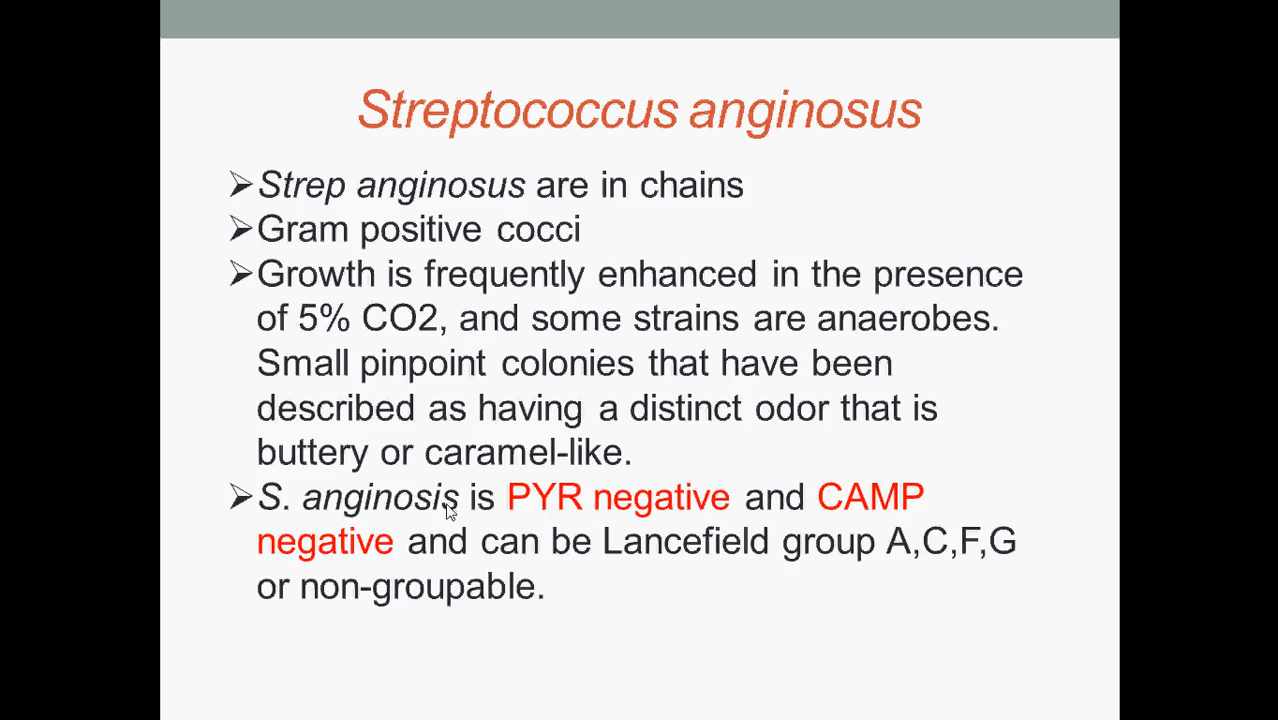 Streptococcus anginosus
➢Strep anginosus are in chains
➢Gram positive cocci
➢Growth is frequently enhanced in the presence
of 5% CO2, and some strains are anaerobes.
Small pinpoint colonies that have been
described as having a distinct odor that is
buttery or caramel-like.
➢S. anginosis is PYR negative and CAMP
negative and can be Lancefield group A,C,F,G
or non-groupable.